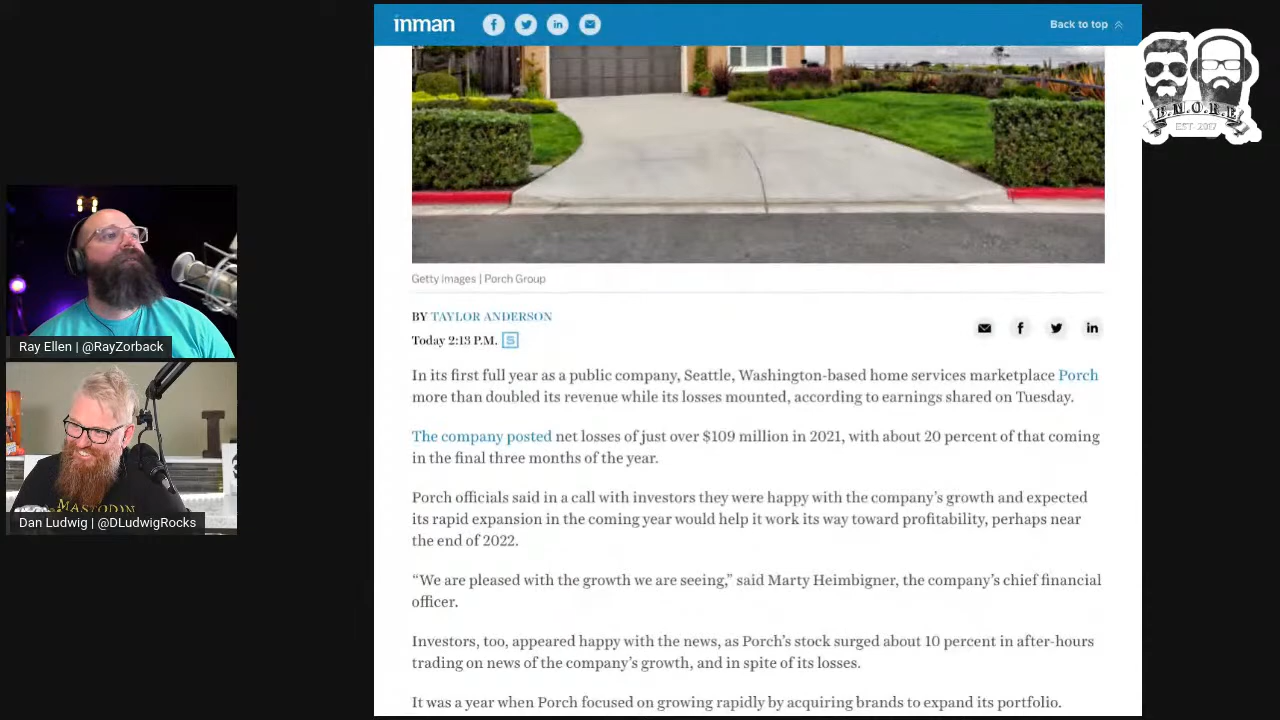 inman
Back to top
B.M.O.R.E
EST 2017
Getty Images | Porch Group
BY TAYLOR ANDERSON
Today 2:13 P.M. S
In its first full year as a public company, Seattle, Washington-based home services marketplace Porch
more than doubled its revenue while its losses mounted, according to earnings shared on Tuesday.
The company posted net losses of just over $109 million in 2021, with about 20 percent of that coming
in the final three months of the year.
Porch officials said in a call with investors they were happy with the company's growth and expected
its rapid expansion in the coming year would help it work its way toward profitability, perhaps near
the end of 2022.
“We are pleased with the growth we are seeing,” said Marty Heimbigner, the company's chief financial
officer.
Investors, too, appeared happy with the news, as Porch's stock surged about 10 percent in after-hours
trading on news of the company's growth, and in spite of its losses.
It was a year when Porch focused on growing rapidly by acquiring brands to expand its portfolio.
Ray Ellen | @RayZorback
MASTODON
Dan Ludwig | @DLudwigRocks